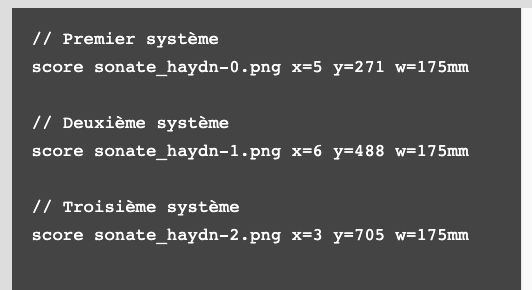 // Premier système
score sonate_haydn-0.png x=5 y=271 w=175mm
// Deuxième système
score sonate_haydn-1.png x=6 y=488 w=175mm
// Troisième système
score sonate_haydn-2.png x=3 y=705 w=175mm